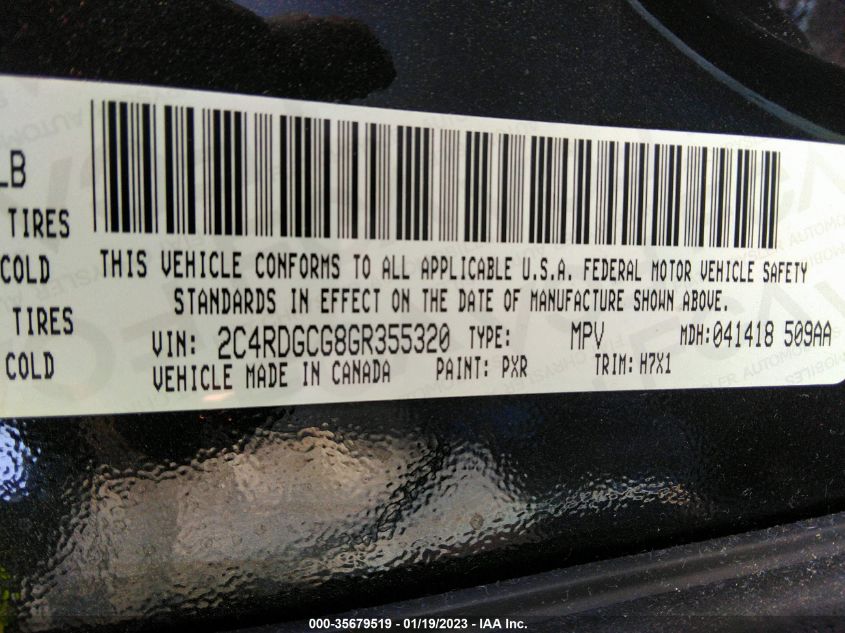 LB
TIRES
COLD
TIRES
COLD
THIS VEHICLE CONFORMS TO ALL APPLICABLE U.S.A. FEDERAL MOTOR VEHICLE SAFETY
STANDARDS IN EFFECT ON THE DATE OF MANUFACTURE SHOWN ABOVE.
VIN: 2C4RDGCG8GR355320 TYPE: MPV MDH: 041418 509AA
VEHICLE MADE IN CANADA PAINT: PXR TRIM: H7X1
000-35679519 - 01/19/2023 - IAA Inc.